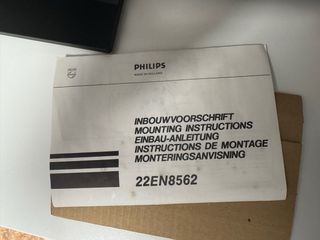 PHILIPS
MADE IN HOLLAND
INBOUWVOORSCHRIFT
MOUNTING INSTRUCTIONS
EINBAU-ANLEITUNG
INSTRUCTIONS DE MONTAGE
MONTERINGSANVISNING
22EN8562